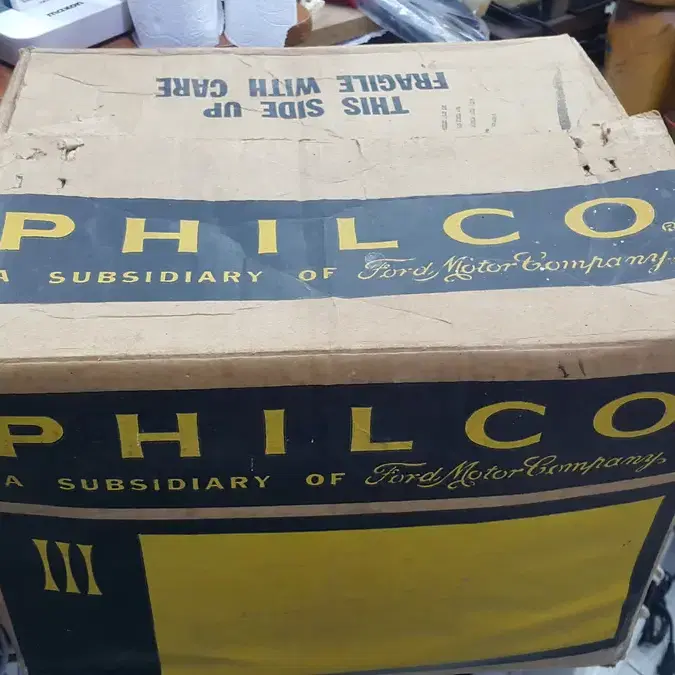 THIS SIDE UP
FRAGILE WITH CARE
PHILCO®
A SUBSIDIARY OF Ford Motor Company,
PHILCO
A SUBSIDIARY OF Ford Motor Company,